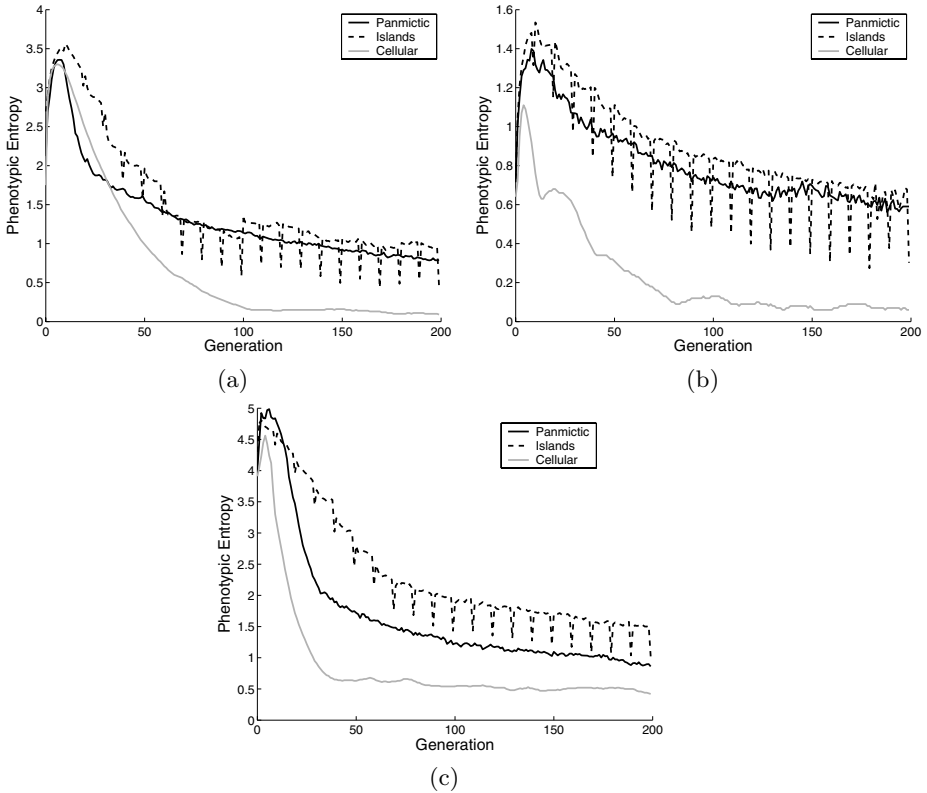 4
3.5
3
2.5
2
1.5
1
0.5
0
Phenotypic Entropy
Panmictic
Islands
Cellular
0 50 100 150 200
Generation
(a)
1.6
1.4
1.2
1
0.8
0.6
0.4
0.2
0
Phenotypic Entropy
Panmictic
Islands
Cellular
0 50 100 150 200
Generation
(b)
5
4.5
4
3.5
3
2.5
2
1.5
1
0.5
0
Phenotypic Entropy
Panmictic
Islands
Cellular
0 50 100 150 200
Generation
(c)